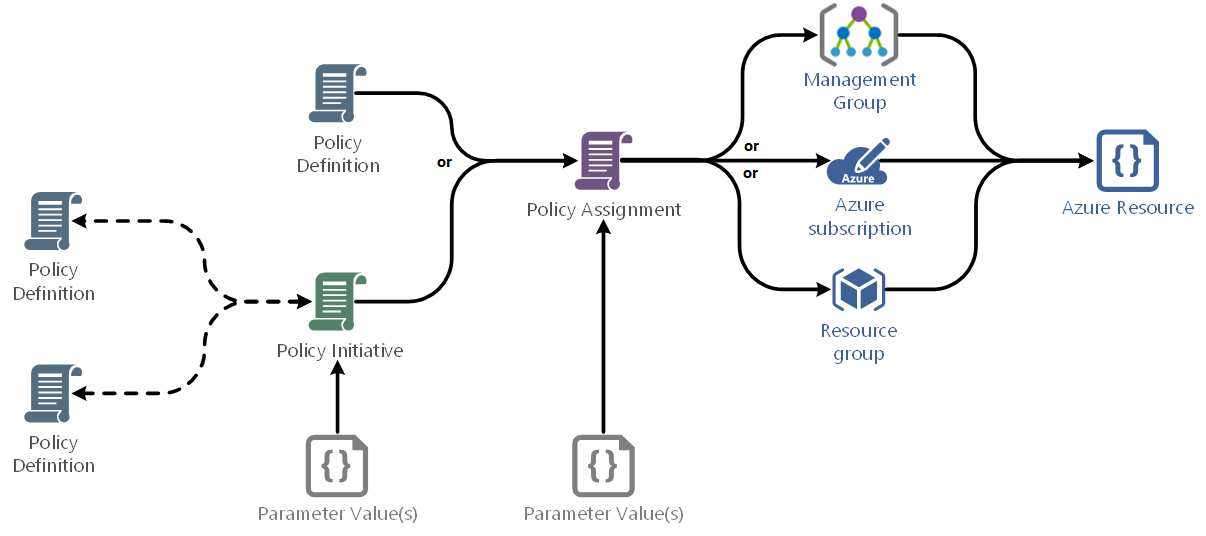 Management
Group
Policy
Definition
or
or
or
Azure
Policy Assignment
Azure
subscription
Azure Resource
Policy
Definition
Policy Initiative
Resource
group
Policy
Definition
Parameter Value(s)
Parameter Value(s)